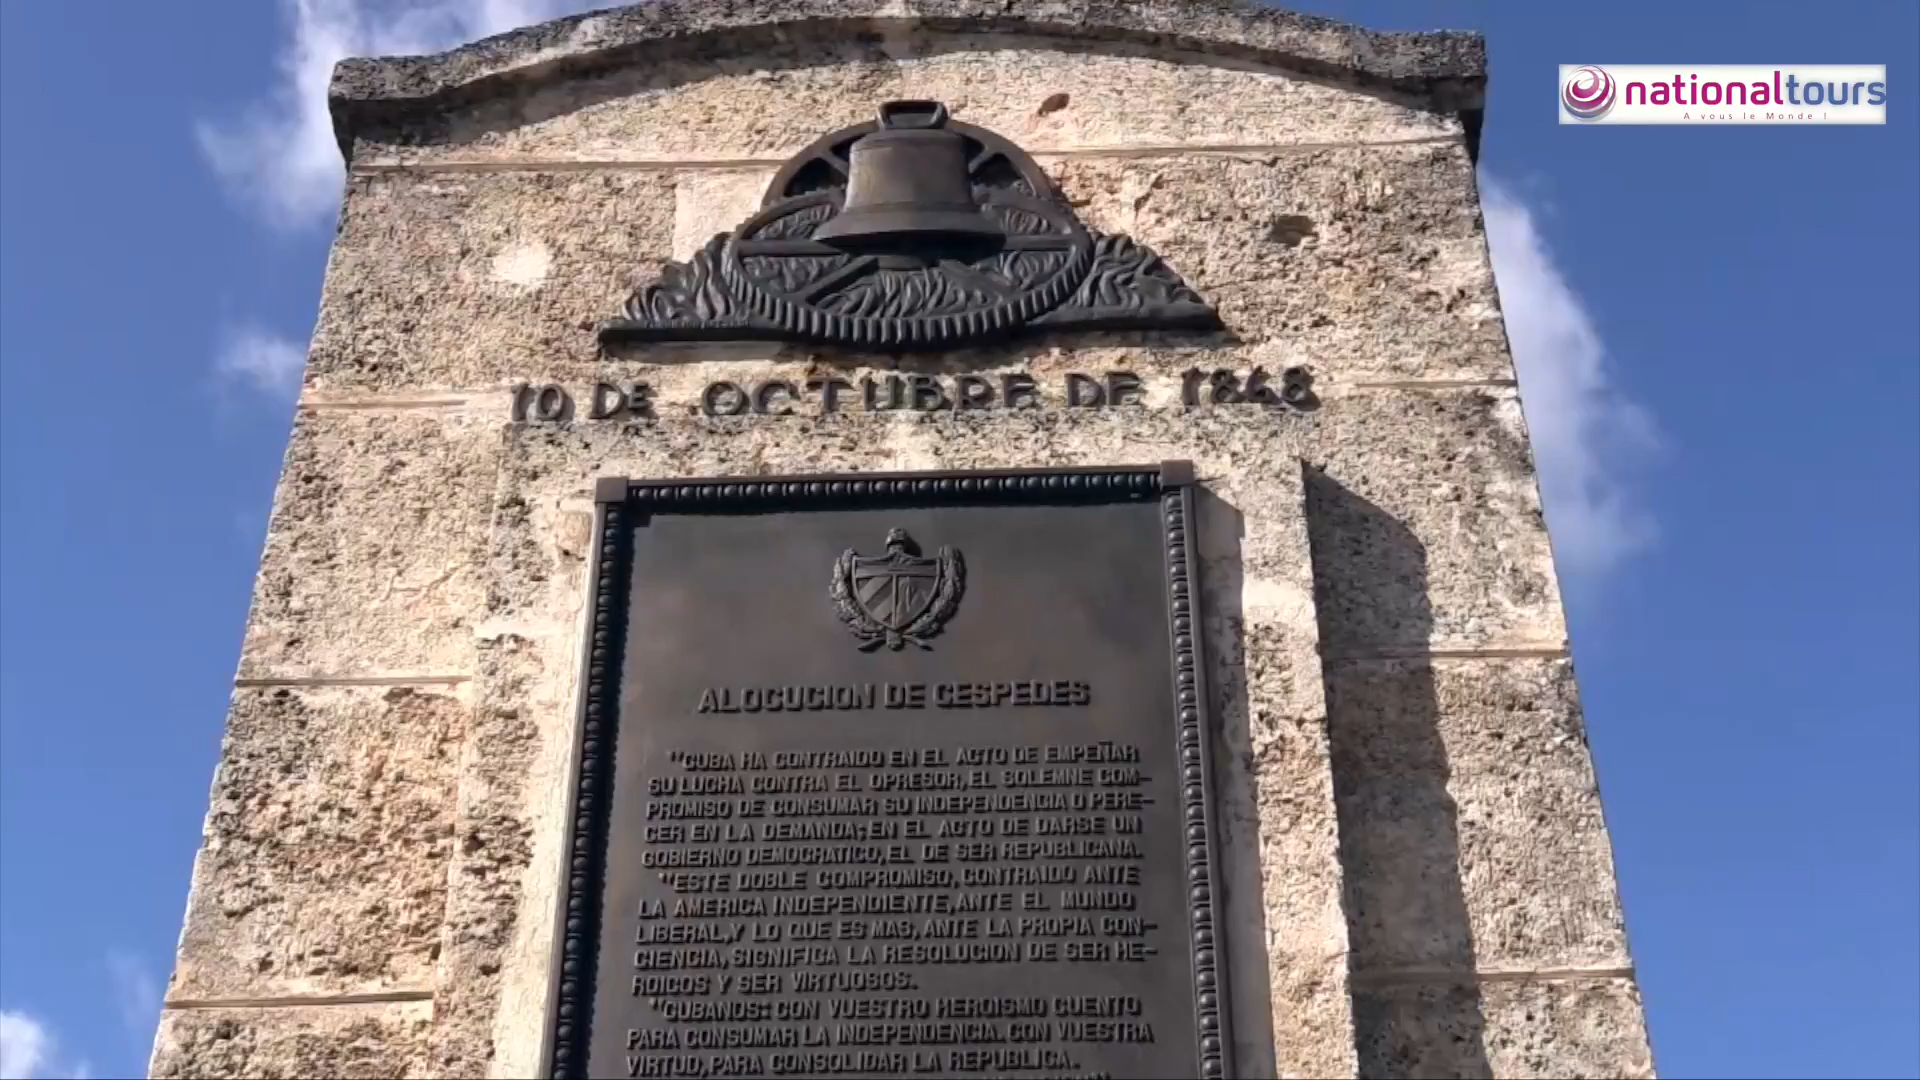 nationaltours
A vous le Monde !
10 DE OCTUBRE DE 1868
ALOCUCION DE CESPEDES
"CUBA HA CONTRAIDO EN EL ACTO DE EMPEÑAR
SU LUCHA CONTRA EL OPRESOR, EL SOLEMNE COM-
PROMISO DE CONSUMAR SU INDEPENDENCIA O PERE-
CER EN LA DEMANDA; EN EL ACTO DE DARSE UN
GOBIERNO DEMOCRATICO, EL DE SER REPUBLICANA.
"ESTE DOBLE COMPROMISO, CONTRAIDO ANTE
LA AMERICA INDEPENDIENTE, ANTE EL MUNDO
LIBERAL, Y LO QUE ES MAS, ANTE LA PROPIA CON-
CIENCIA, SIGNIFICA LA RESOLUCION DE SER HE-
ROICOS Y SER VIRTUOSOS.
"CUBANOS: CON VUESTRO HEROISMO CUENTO
PARA CONSUMAR LA INDEPENDENCIA. CON VUESTRA
VIRTUD, PARA CONSOLIDAR LA REPUBLICA.